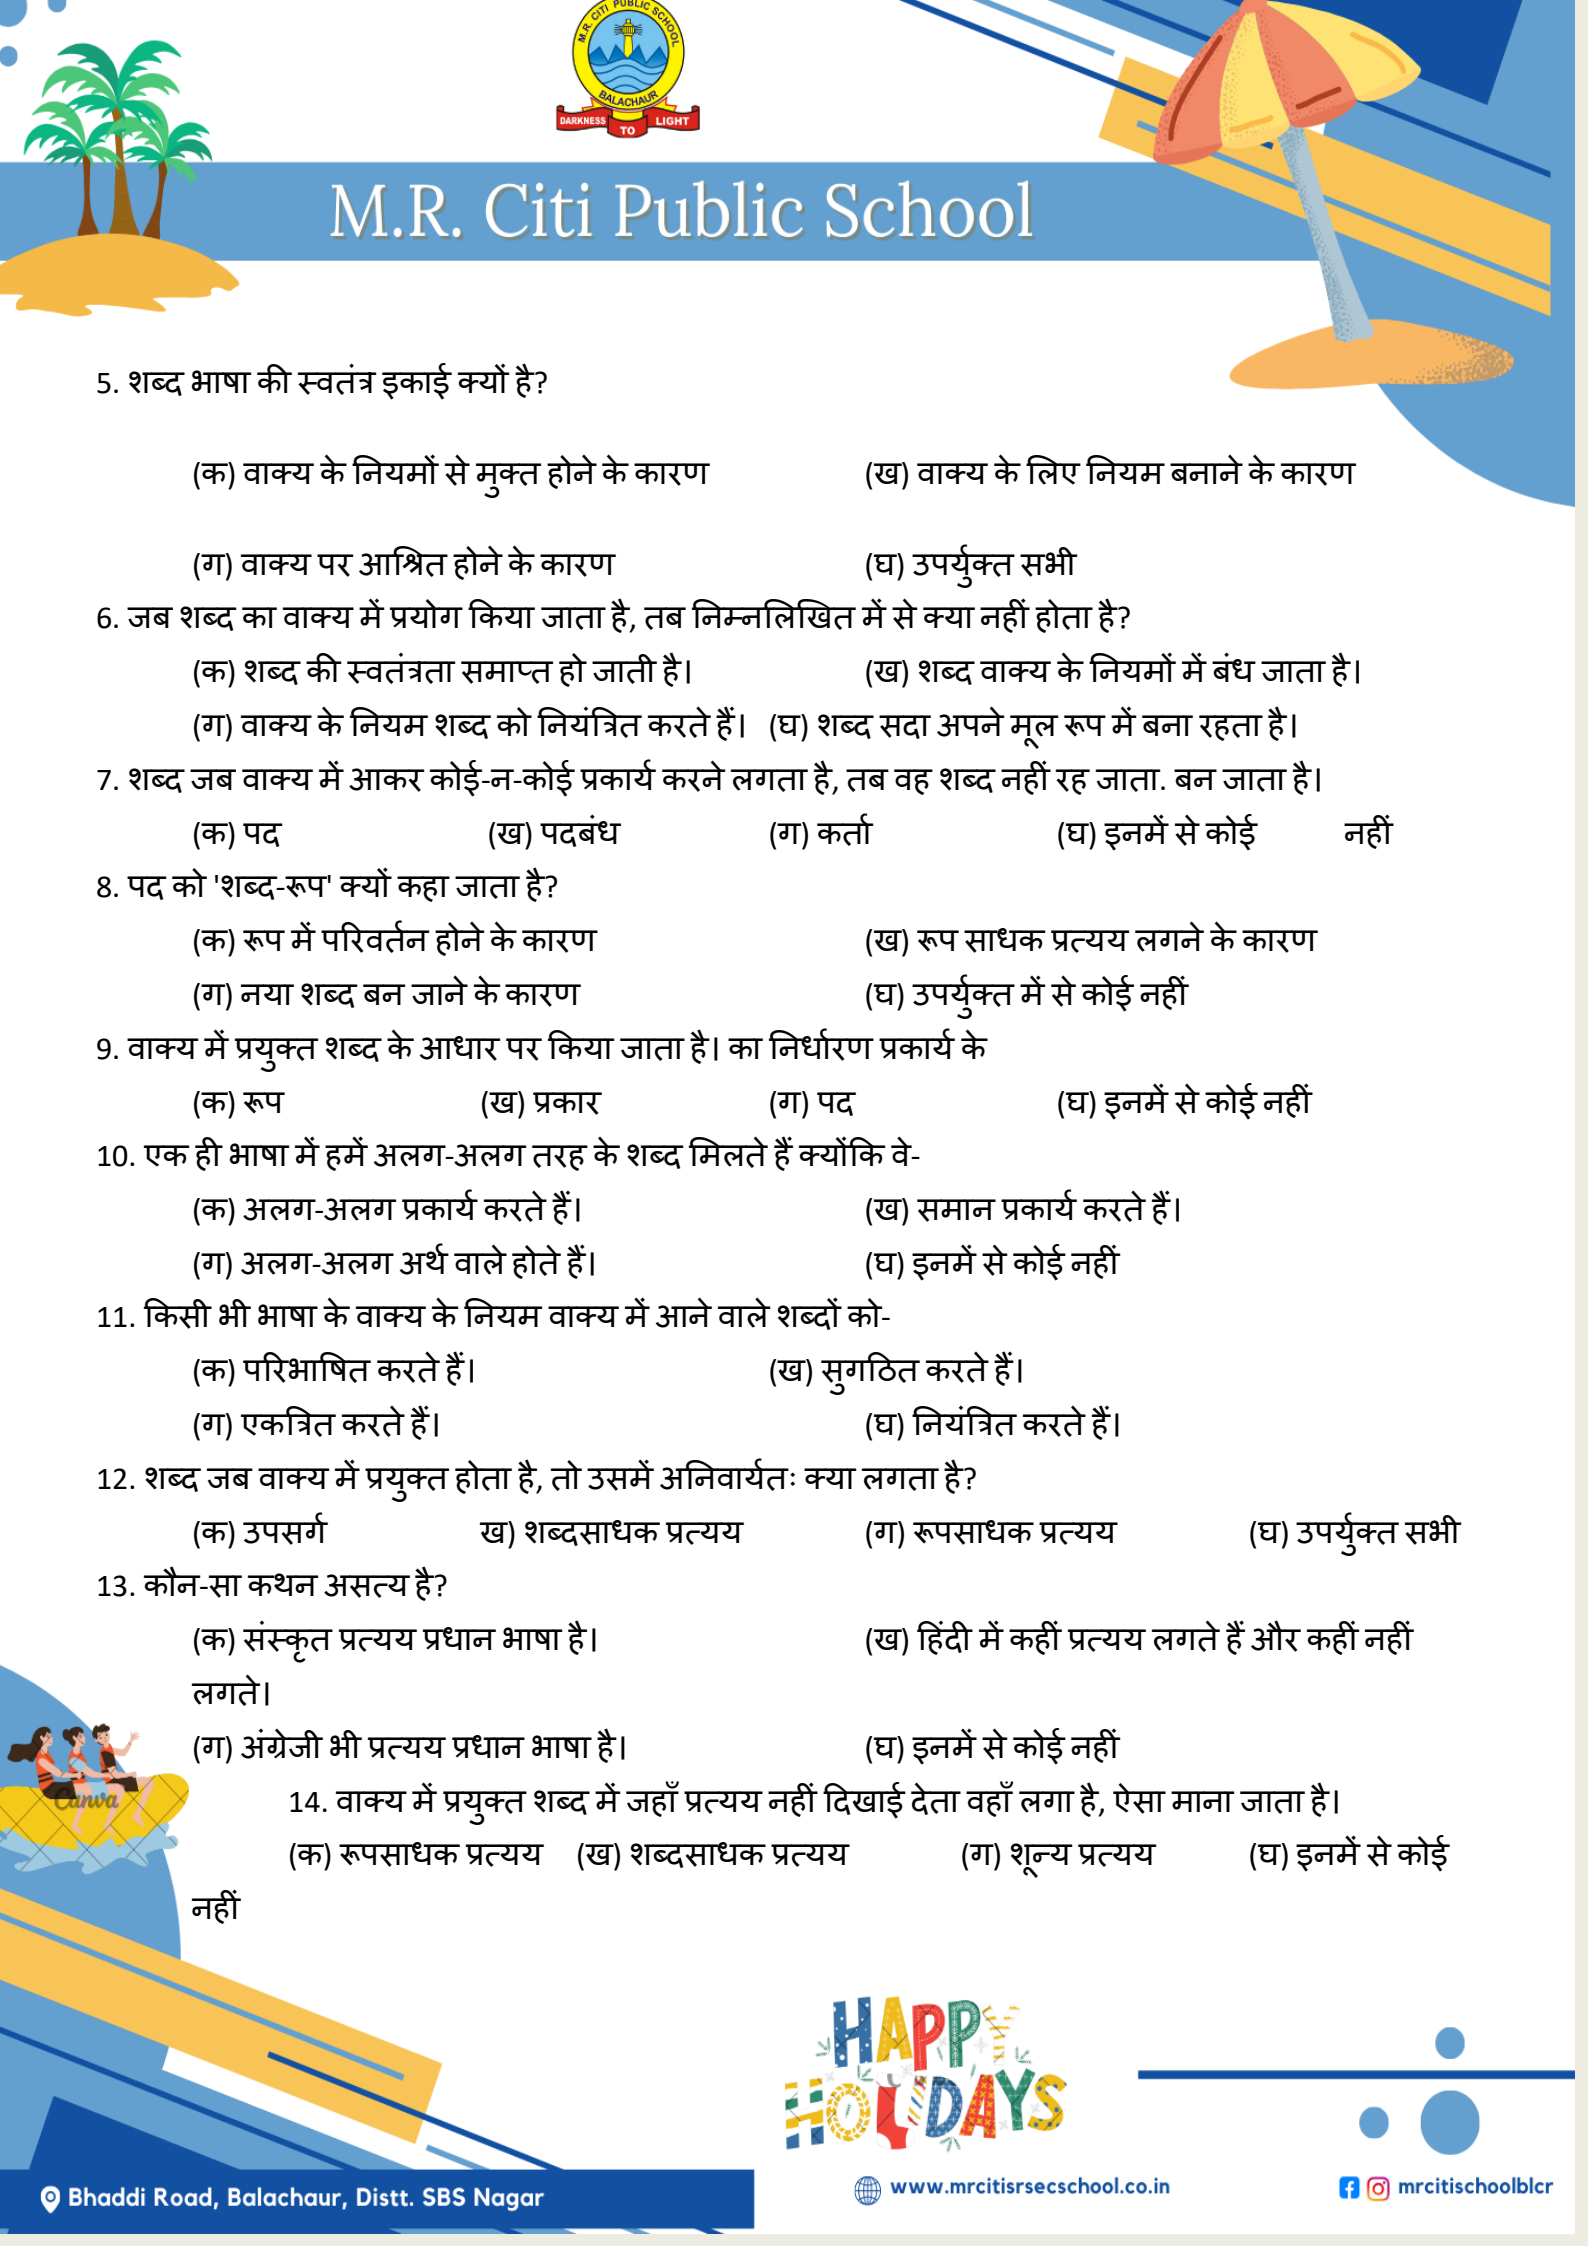 M.R. CITI PUBLIC SCHOOL
BALACHAUR
DARKNESS TO LIGHT
M.R. Citi Public School
5. शब्द भाषा की स्वतंत्र इकाई क्यों है?
(क) वाक्य के नियमों से मुक्त होने के कारण (ख) वाक्य के लिए नियम बनाने के कारण
(ग) वाक्य पर आश्रित होने के कारण (घ) उपर्युक्त सभी
6. जब शब्द का वाक्य में प्रयोग किया जाता है, तब निम्नलिखित में से क्या नहीं होता है?
(क) शब्द की स्वतंत्रता समाप्त हो जाती है। (ख) शब्द वाक्य के नियमों में बंध जाता है।
(ग) वाक्य के नियम शब्द को नियंत्रित करते हैं। (घ) शब्द सदा अपने मूल रूप में बना रहता है।
7. शब्द जब वाक्य में आकर कोई-न-कोई प्रकार्य करने लगता है, तब वह शब्द नहीं रह जाता. बन जाता है।
(क) पद (ख) पदबंध (ग) कर्ता (घ) इनमें से कोई नहीं
8. पद को 'शब्द-रूप' क्यों कहा जाता है?
(क) रूप में परिवर्तन होने के कारण (ख) रूप साधक प्रत्यय लगने के कारण
(ग) नया शब्द बन जाने के कारण (घ) उपर्युक्त में से कोई नहीं
9. वाक्य में प्रयुक्त शब्द के आधार पर किया जाता है। का निर्धारण प्रकार्य के
(क) रूप (ख) प्रकार (ग) पद (घ) इनमें से कोई नहीं
10. एक ही भाषा में हमें अलग-अलग तरह के शब्द मिलते हैं क्योंकि वे-
(क) अलग-अलग प्रकार्य करते हैं। (ख) समान प्रकार्य करते हैं।
(ग) अलग-अलग अर्थ वाले होते हैं। (घ) इनमें से कोई नहीं
11. किसी भी भाषा के वाक्य के नियम वाक्य में आने वाले शब्दों को-
(क) परिभाषित करते हैं। (ख) सुगठित करते हैं।
(ग) एकत्रित करते हैं। (घ) नियंत्रित करते हैं।
12. शब्द जब वाक्य में प्रयुक्त होता है, तो उसमें अनिवार्यतः क्या लगता है?
(क) उपसर्ग ख) शब्दसाधक प्रत्यय (ग) रूपसाधक प्रत्यय (घ) उपर्युक्त सभी
13. कौन-सा कथन असत्य है?
(क) संस्कृत प्रत्यय प्रधान भाषा है। (ख) हिंदी में कहीं प्रत्यय लगते हैं और कहीं नहीं
लगते।
(ग) अंग्रेजी भी प्रत्यय प्रधान भाषा है। (घ) इनमें से कोई नहीं
Canva
14. वाक्य में प्रयुक्त शब्द में जहाँ प्रत्यय नहीं दिखाई देता वहाँ लगा है, ऐसा माना जाता है।
(क) रूपसाधक प्रत्यय (ख) शब्दसाधक प्रत्यय (ग) शून्य प्रत्यय (घ) इनमें से कोई
नहीं
HAPPY
HOLIDAYS
Bhaddi Road, Balachaur, Distt. SBS Nagar
www.mrcitisrsecschool.co.in
mrcitischoolblcr